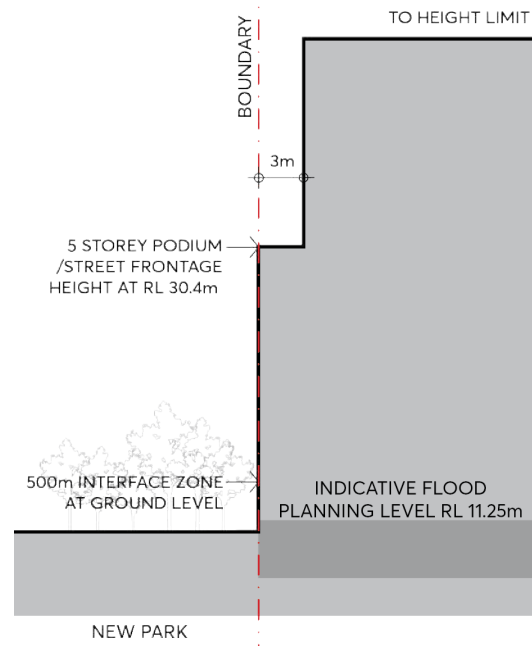 TO HEIGHT LIMIT
BOUNDARY
3m
5 STOREY PODIUM
/STREET FRONTAGE
HEIGHT AT RL 30.4m
500m INTERFACE ZONE
AT GROUND LEVEL
INDICATIVE FLOOD
PLANNING LEVEL RL 11.25m
NEW PARK